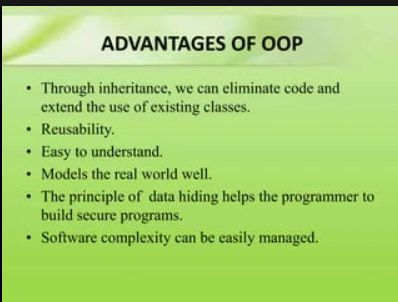 ADVANTAGES OF OOP
• Through inheritance, we can eliminate code and
extend the use of existing classes.
• Reusability.
• Easy to understand.
• Models the real world well.
• The principle of data hiding helps the programmer to
build secure programs.
• Software complexity can be easily managed.